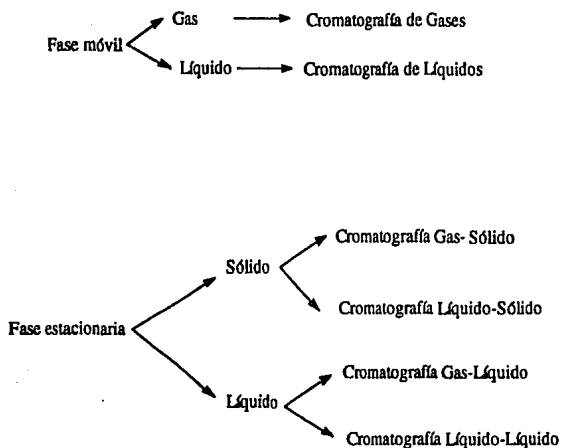 Gas
Cromatografía de Gases
Fase móvil
Líquido
Cromatografía de Líquidos
Cromatografía Gas- Sólido
Sólido
Cromatografía Líquido-Sólido
Fase estacionaria
Cromatografía Gas-Líquido
Líquido
Cromatografía Líquido-Líquido